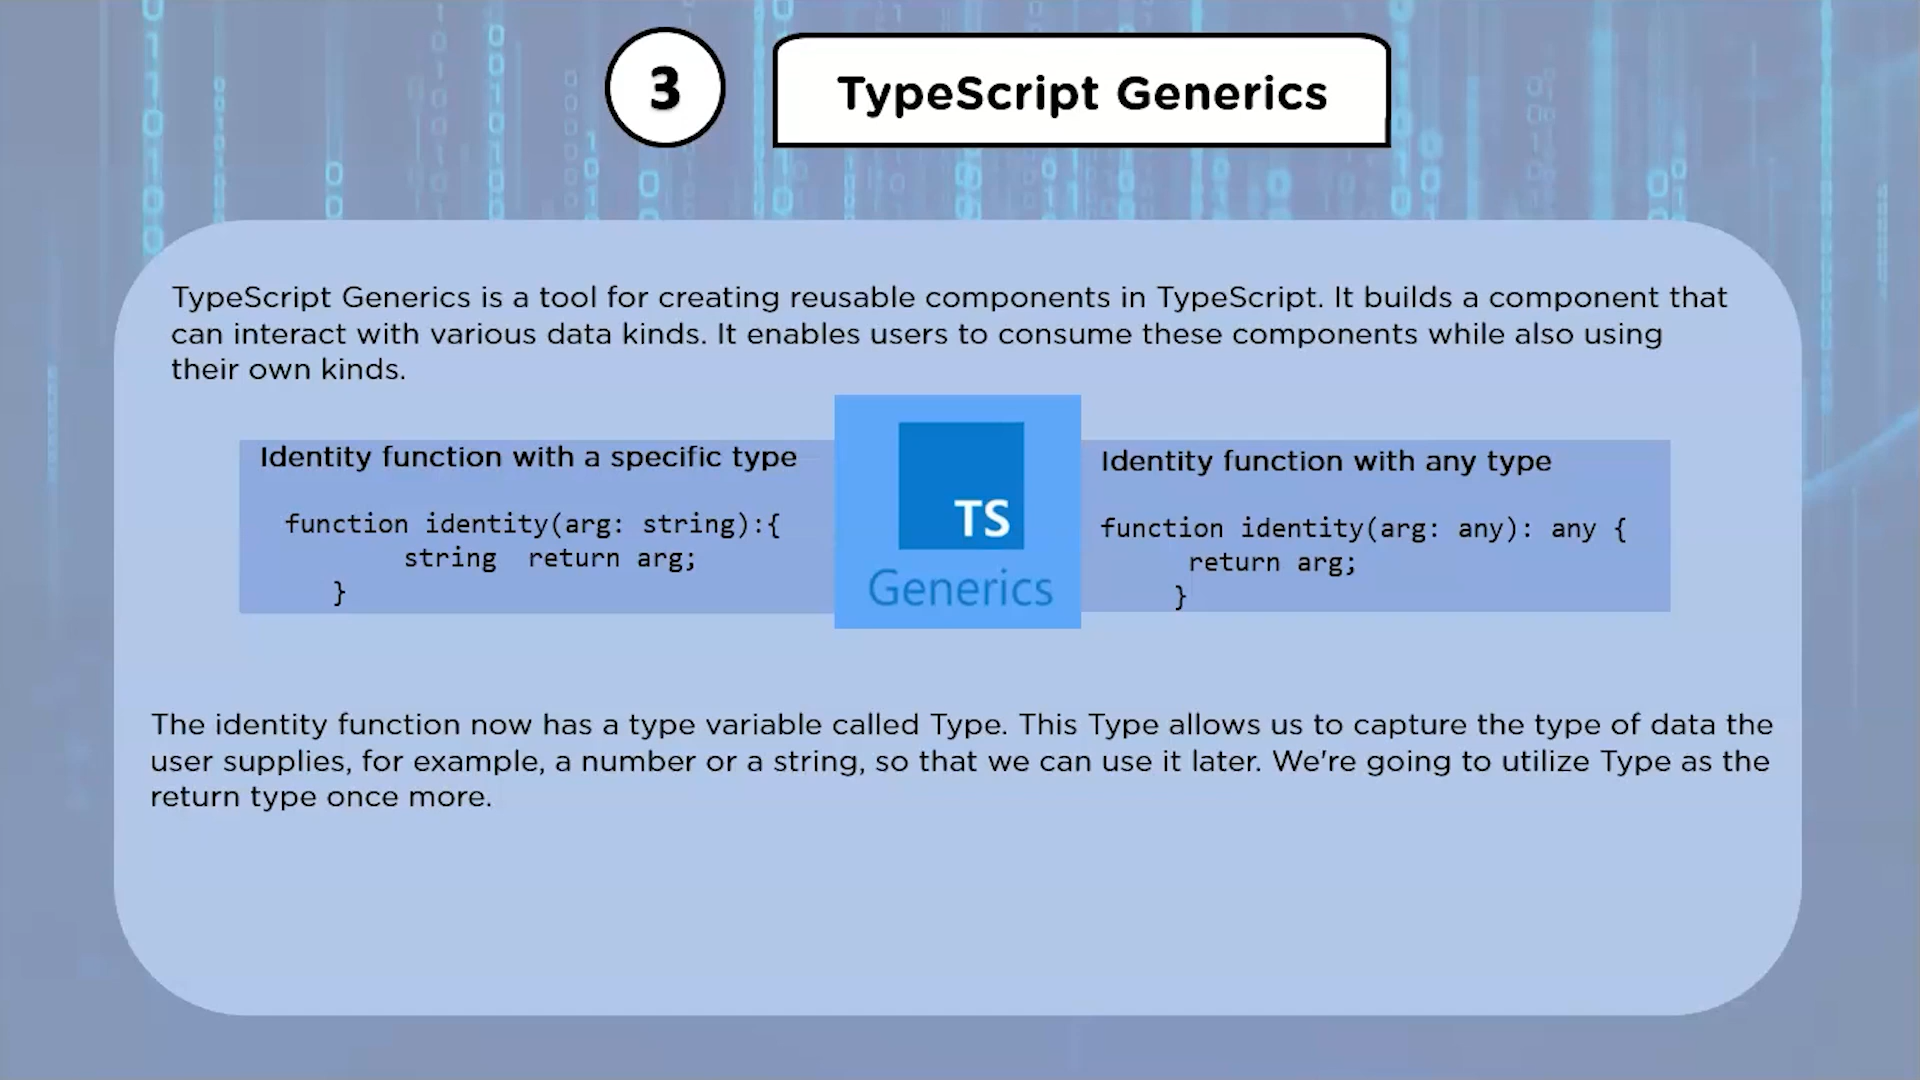 3
TypeScript Generics
TypeScript Generics is a tool for creating reusable components in TypeScript. It builds a component that
can interact with various data kinds. It enables users to consume these components while also using
their own kinds.
Identity function with a specific type
function identity(arg: string):{
string return arg;
}
TS
Generics
Identity function with any type
function identity(arg: any): any {
return arg;
}
The identity function now has a type variable called Type. This Type allows us to capture the type of data the
user supplies, for example, a number or a string, so that we can use it later. We're going to utilize Type as the
return type once more.